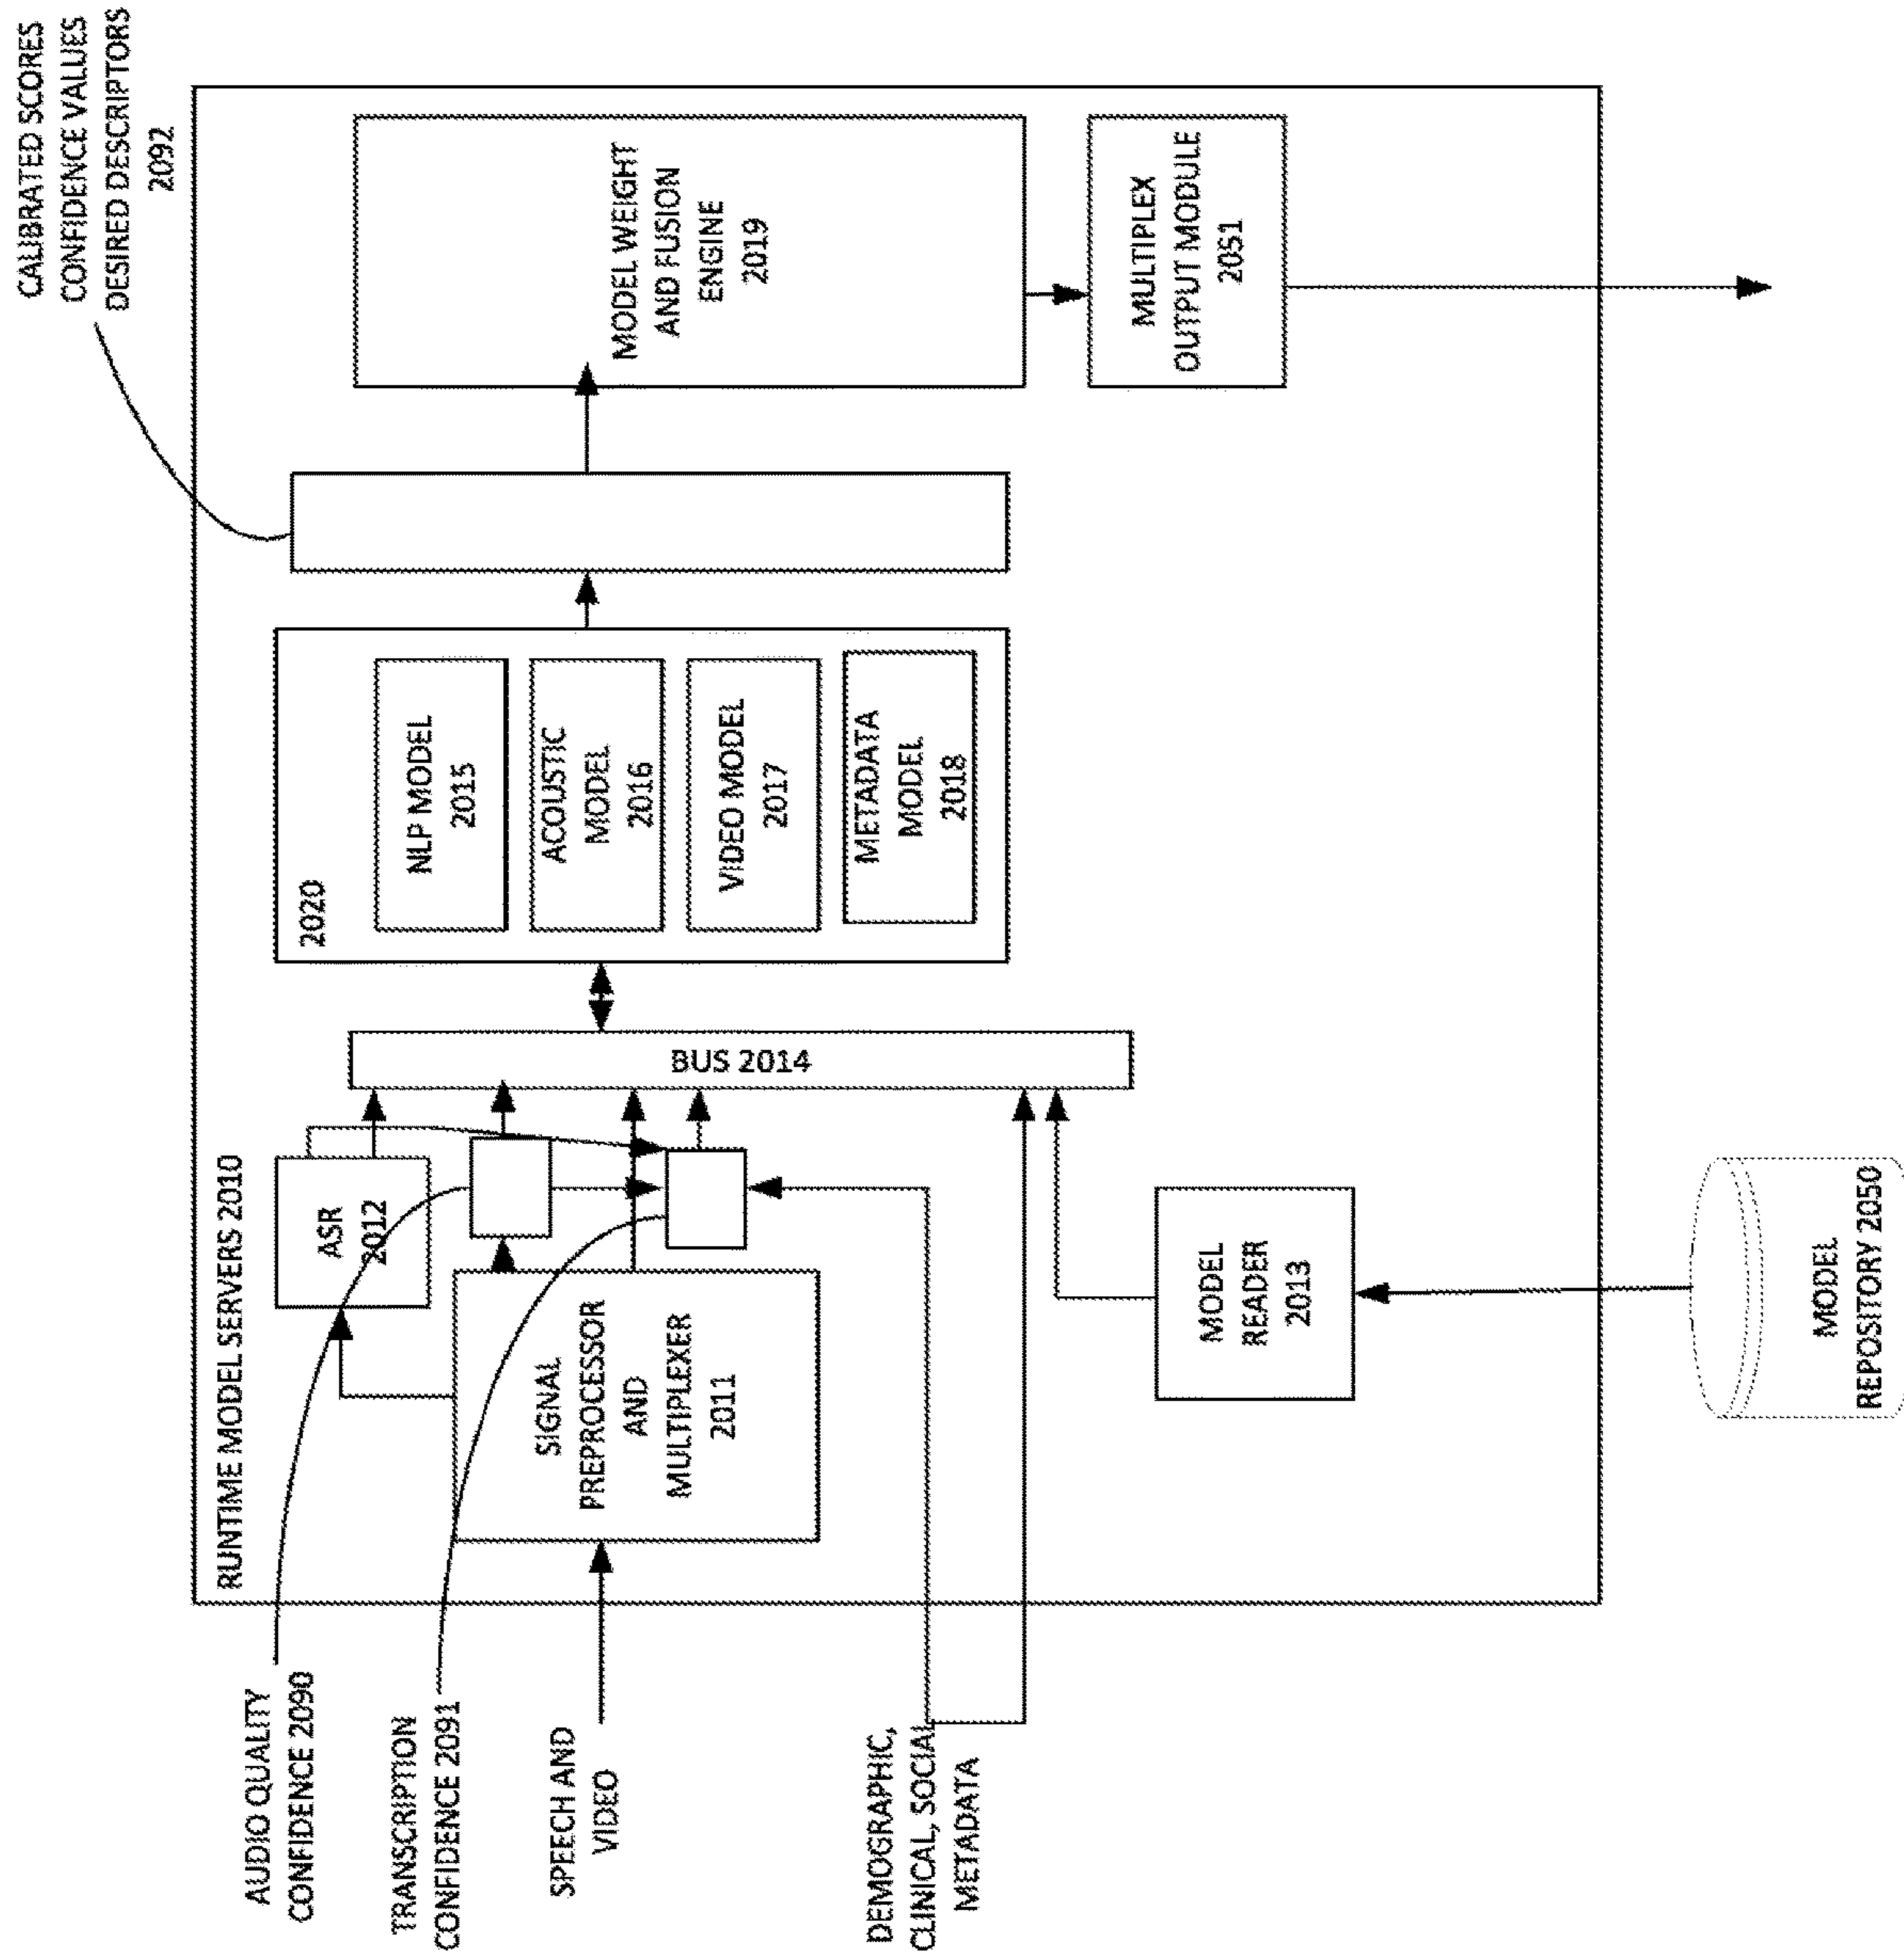 RUNTIME MODEL SERVERS 2010
AUDIO QUALITY
CONFIDENCE 2090
TRANSCRIPTION
CONFIDENCE 2091
SPEECH AND
VIDEO
DEMOGRAPHIC,
CLINICAL, SOCIAL
METADATA
ASR
2012
SIGNAL
PREPROCESSOR
AND
MULTIPLEXER
2011
MODEL
READER
2013
MODEL
REPOSITORY 2050
BUS 2014
2020
NLP MODEL
2015
ACOUSTIC
MODEL
2016
VIDEO MODEL
2017
METADATA
MODEL
2018
CALIBRATED SCORES
CONFIDENCE VALUES
DESIRED DESCRIPTORS
2092
MODEL WEIGHT
AND FUSION
ENGINE
2019
MULTIPLEX
OUTPUT MODULE
2051